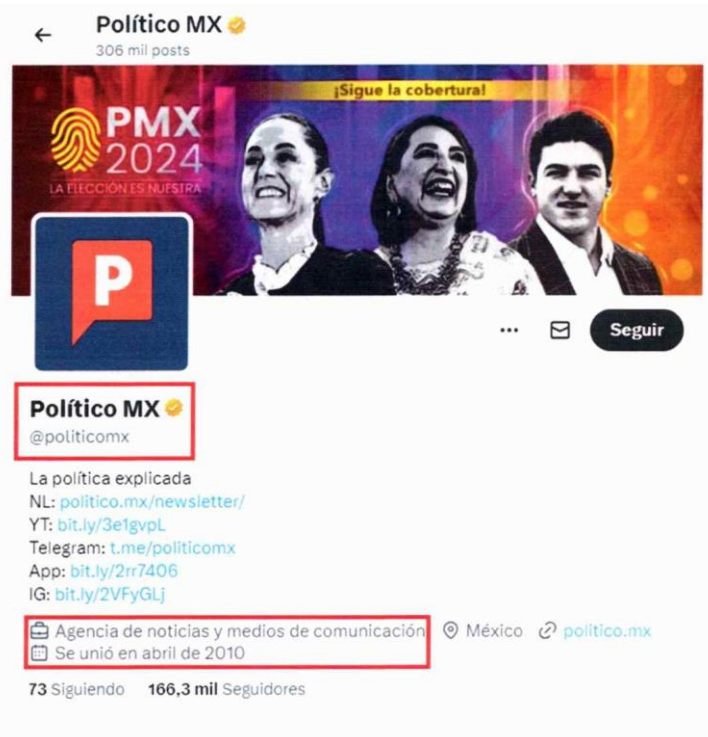 Político MX
306 mil posts
¡Sigue la cobertura!
PMX
2024
LA ELECCIÓN ES NUESTRA
P
Seguir
Político MX
@politicomx
La política explicada
NL: politico.mx/newsletter/
YT: bit.ly/3e1gvpL
Telegram: t.me/politicomx
App: bit.ly/2rr7406
IG: bit.ly/2VFyGLj
Agencia de noticias y medios de comunicación México politico.mx
Se unió en abril de 2010
73 Siguiendo 166,3 mil Seguidores